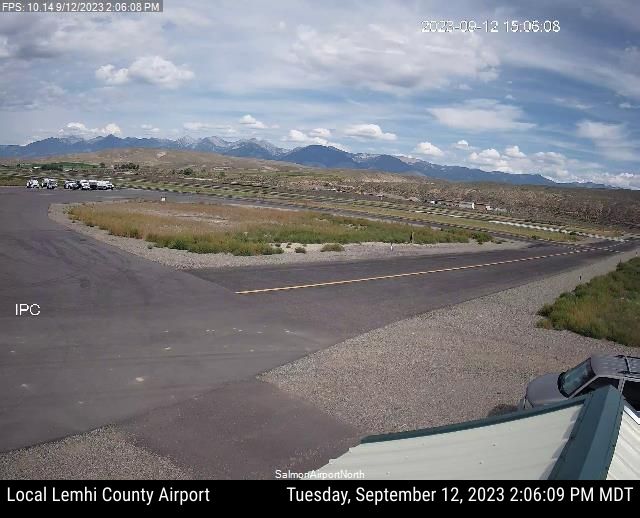 FPS: 10.14 9/12/2023 2:06:08 PM
2023-09-12 15:06:08
IPC
SalmonAirportNorth
Local Lemhi County Airport
Tuesday, September 12, 2023 2:06:09 PM MDT